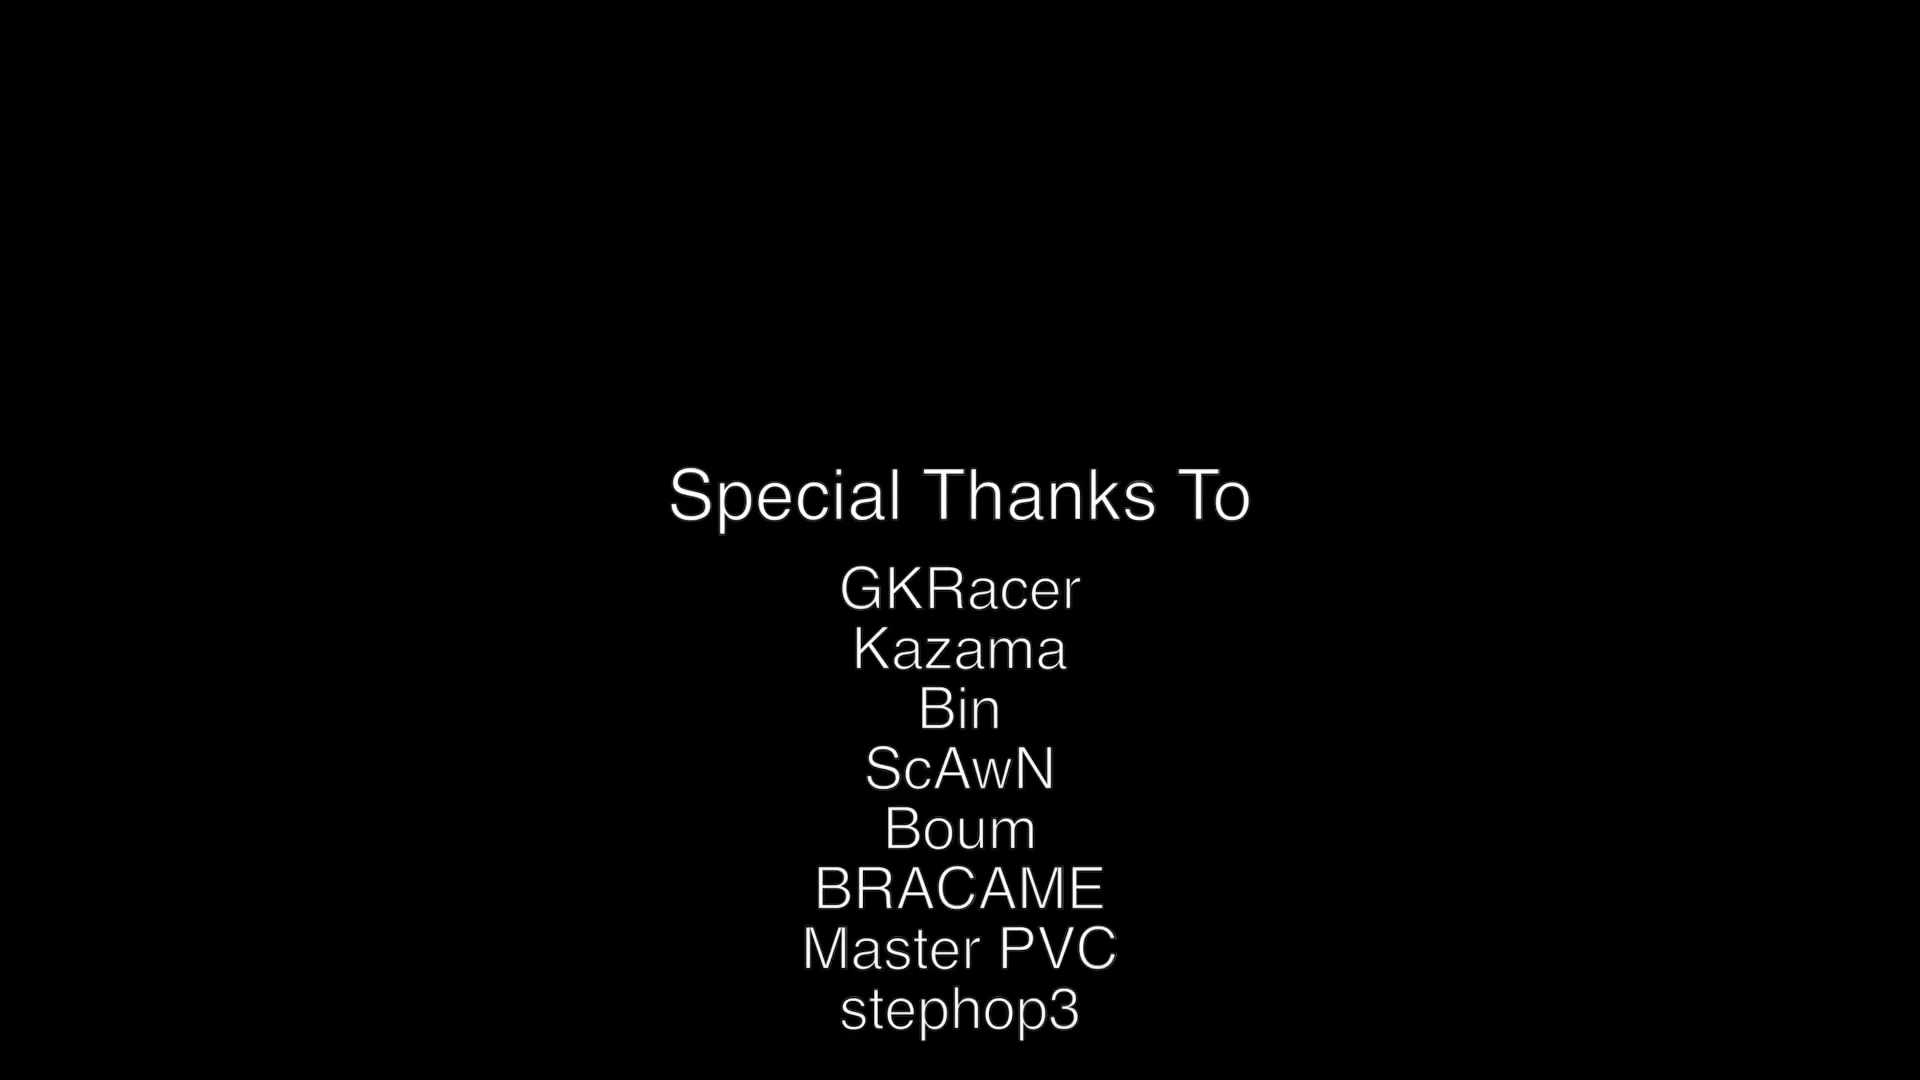 Special Thanks To
GKRacer
Kazama
Bin
ScAwN
Boum
BRACAME
Master PVC
stephop3